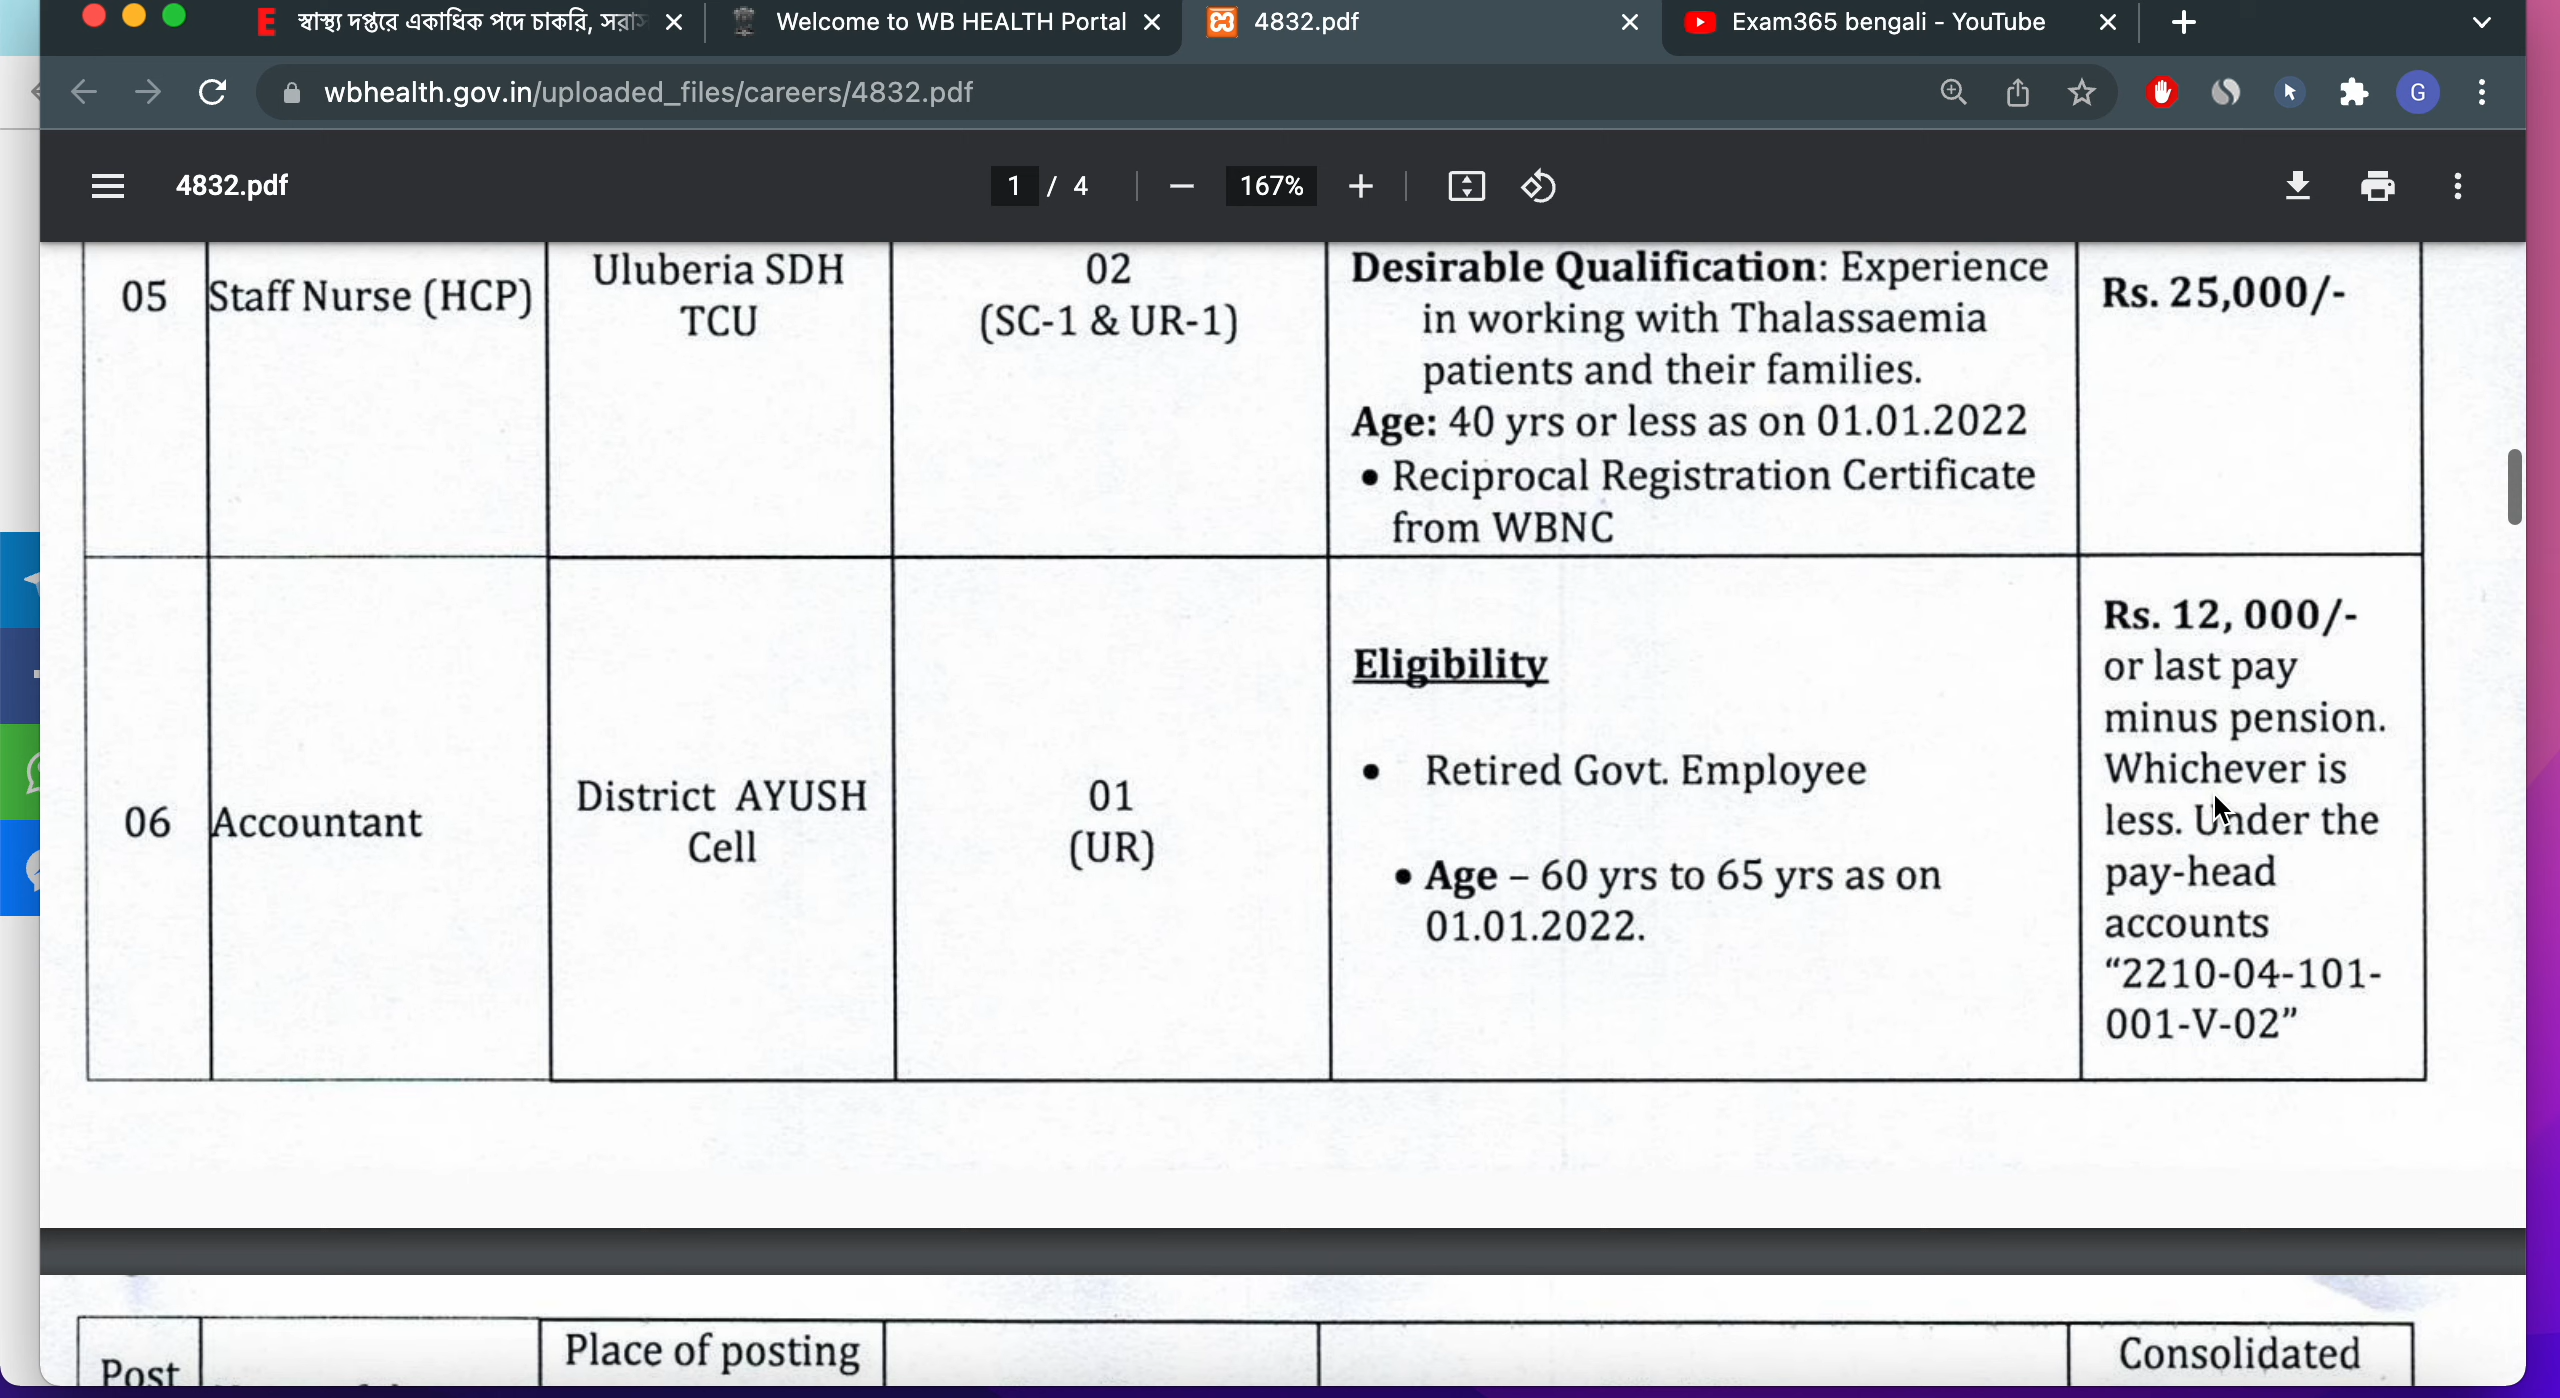 স্বাস্থ্য দপ্তরে একাধিক পদে চাকরি,
Welcome to WB HEALTH Portal
4832.pdf
Exam365 bengali - YouTube
wbhealth.gov.in/uploaded_files/careers/4832.pdf
G
4832.pdf
1 / 4
167%
05
Staff Nurse (HCP)
Uluberia SDH
TCU
02
(SC-1 & UR-1)
Desirable Qualification: Experience
in working with Thalassaemia
patients and their families.
Age: 40 yrs or less as on 01.01.2022
• Reciprocal Registration Certificate
from WBNC
Rs. 25,000/-
06
Accountant
District AYUSH
Cell
01
(UR)
Eligibility
• Retired Govt. Employee
• Age – 60 yrs to 65 yrs as on
01.01.2022.
Rs. 12, 000/-
or last pay
minus pension.
Whichever is
less. Under the
pay-head
accounts
“2210-04-101-
001-V-02”
Post
Place of posting
Consolidated